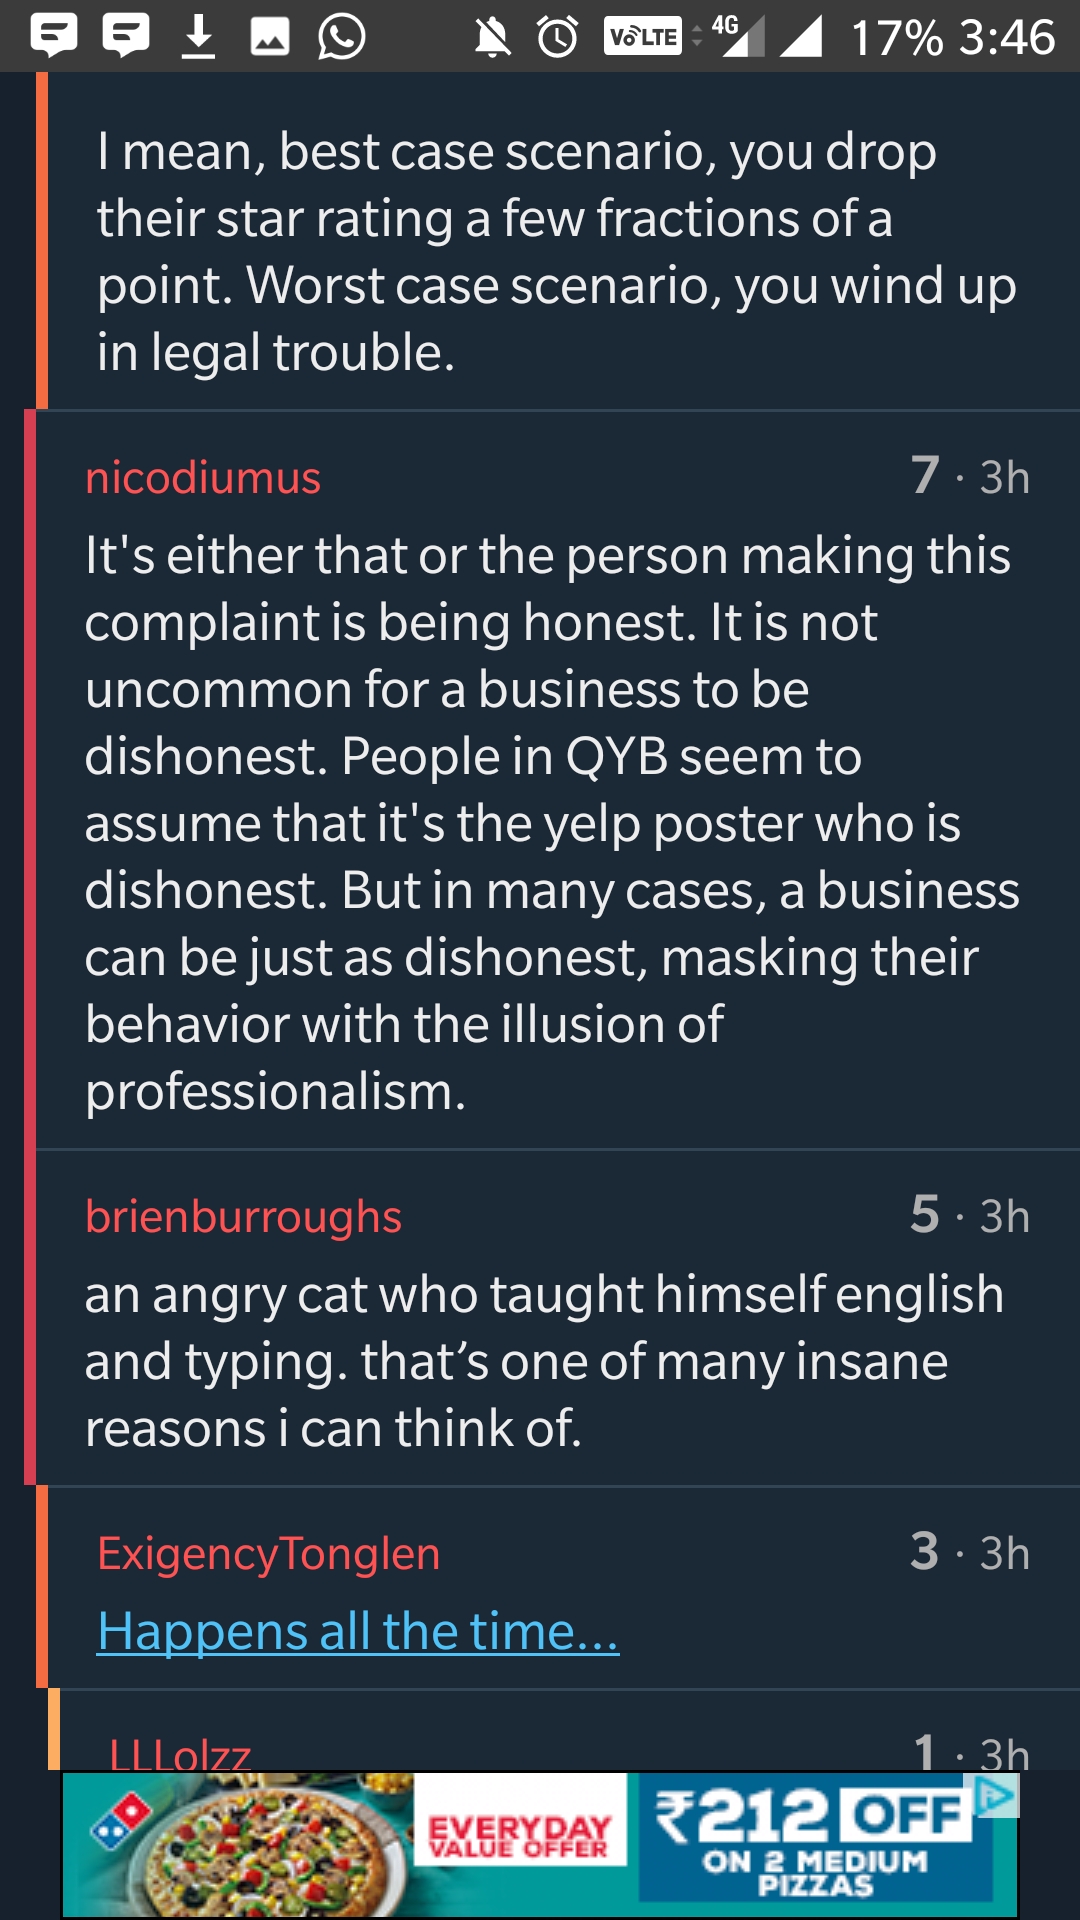 VoLTE 4G 17% 3:46
I mean, best case scenario, you drop
their star rating a few fractions of a
point. Worst case scenario, you wind up
in legal trouble.
nicodiumus 7 · 3h
It's either that or the person making this
complaint is being honest. It is not
uncommon for a business to be
dishonest. People in QYB seem to
assume that it's the yelp poster who is
dishonest. But in many cases, a business
can be just as dishonest, masking their
behavior with the illusion of
professionalism.
brienburroughs 5 · 3h
an angry cat who taught himself english
and typing. that’s one of many insane
reasons i can think of.
ExigencyTonglen 3 · 3h
Happens all the time...
LLLolzz 1 · 3h
EVERYDAY
VALUE OFFER
₹212 OFF
ON 2 MEDIUM
PIZZAS